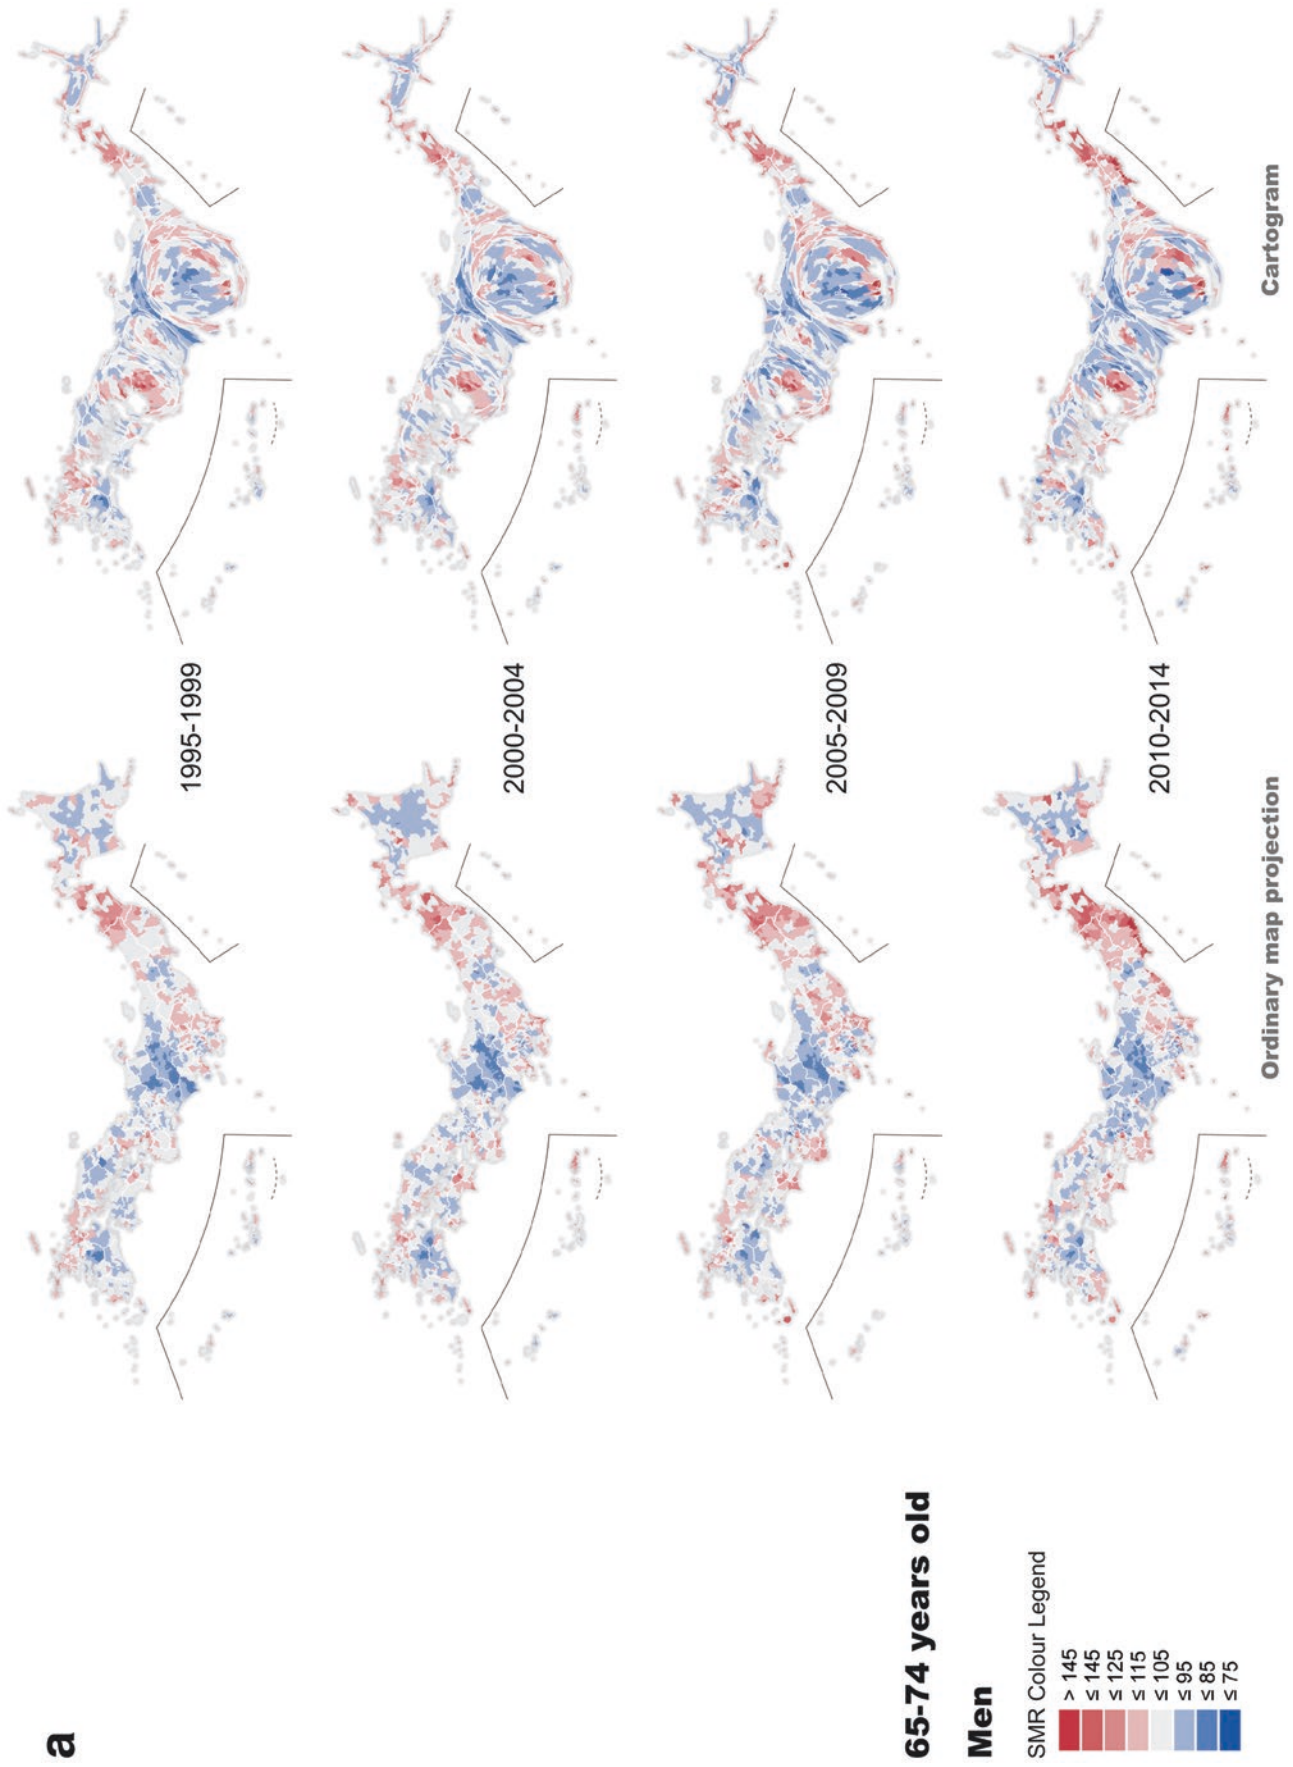 a
1995-1999
2000-2004
2005-2009
2010-2014
Ordinary map projection
Cartogram
65-74 years old
Men
SMR Colour Legend
> 145
≤ 145
≤ 125
≤ 115
≤ 105
≤ 95
≤ 85
≤ 75